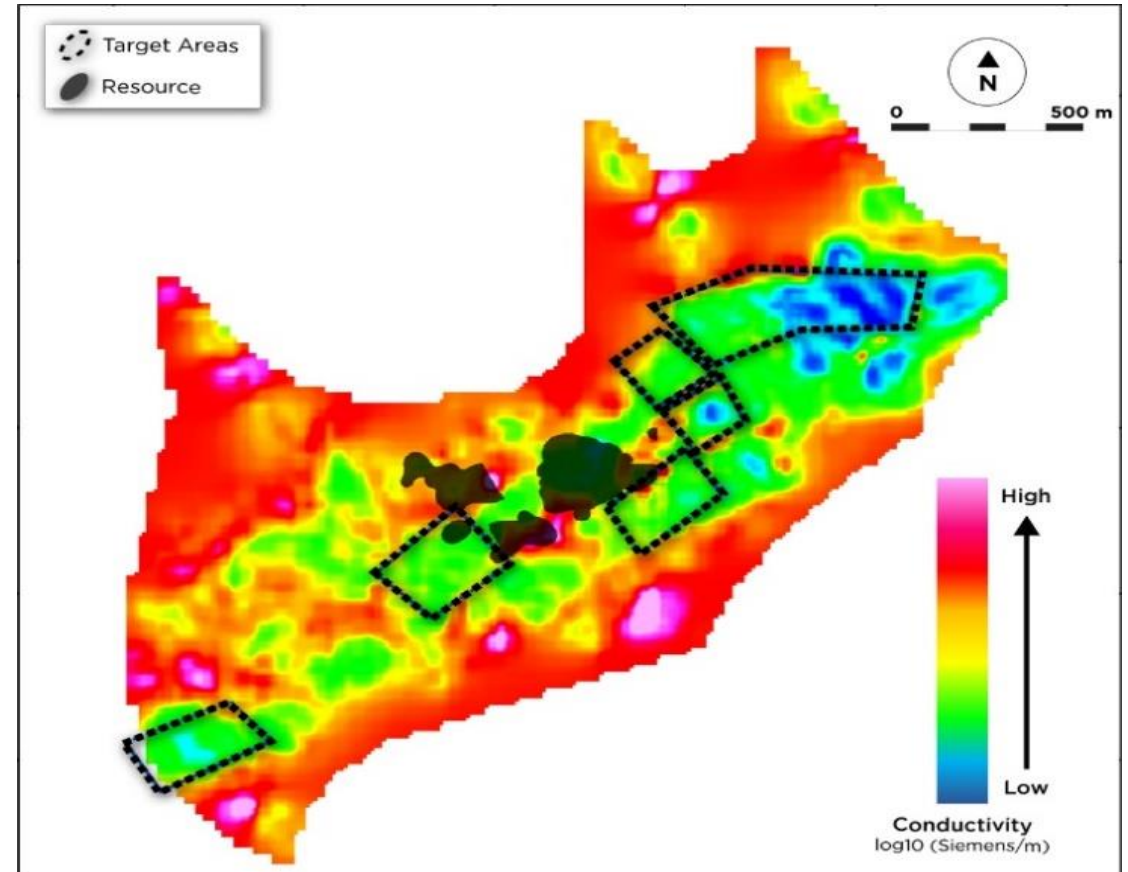 Target Areas
Resource
N
0 500 m
High
Low
Conductivity
log10 (Siemens/m)